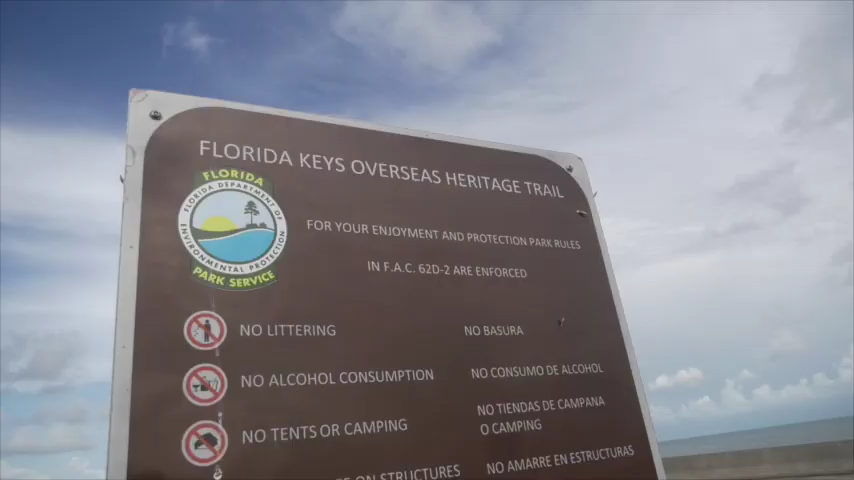 FLORIDA KEYS OVERSEAS HERITAGE TRAIL
FLORIDA
FLORIDA DEPARTMENT OF
ENVIRONMENTAL PROTECTION
PARK SERVICE
FOR YOUR ENJOYMENT AND PROTECTION PARK RULES
IN F.A.C. 62D-2 ARE ENFORCED
NO LITTERING
NO BASURA
NO ALCOHOL CONSUMPTION
NO CONSUMO DE ALCOHOL
NO TENTS OR CAMPING
NO TIENDAS DE CAMPANA
O CAMPING
ON STRUCTURES
NO AMARRE EN ESTRUCTURAS